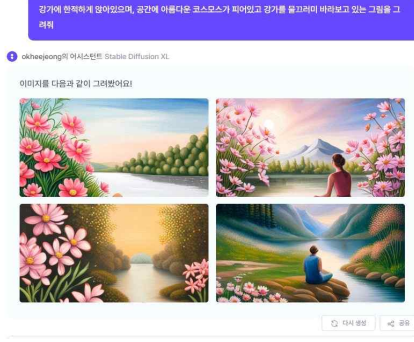 강가에 한적하게 앉아있으며, 공간에 아름다운 코스모스가 피어있고 강가를 물끄러미 바라보고 있는 그림을 그
려줘
okheejeong의 어시스턴트 Stable Diffusion XL
이미지를 다음과 같이 그려봤어요!
다시 생성
공유